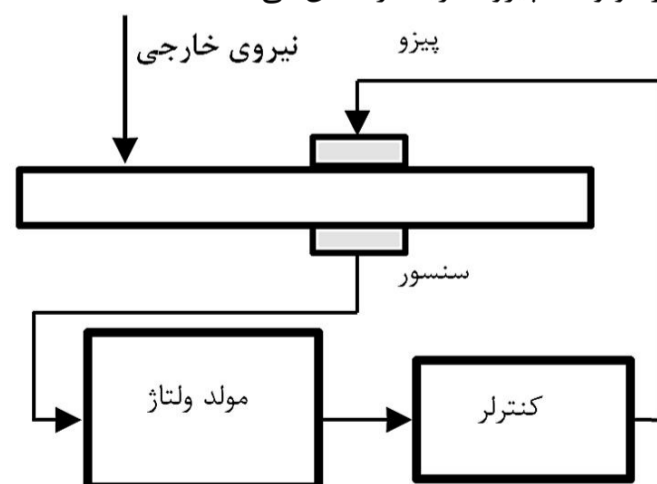 نیروی خارجی
پیزو
سنسور
مولد ولتاژ
کنترلر